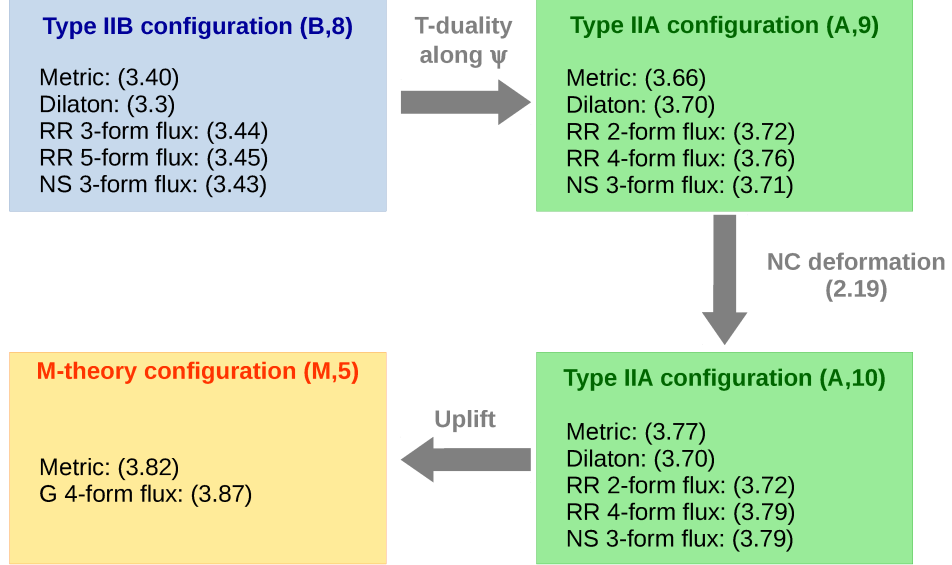 Type IIB configuration (B,8)
Metric: (3.40)
Dilaton: (3.3)
RR 3-form flux: (3.44)
RR 5-form flux: (3.45)
NS 3-form flux: (3.43)
T-duality
along ψ
Type IIA configuration (A,9)
Metric: (3.66)
Dilaton: (3.70)
RR 2-form flux: (3.72)
RR 4-form flux: (3.76)
NS 3-form flux: (3.71)
NC deformation
(2.19)
Type IIA configuration (A,10)
Metric: (3.77)
Dilaton: (3.70)
RR 2-form flux: (3.72)
RR 4-form flux: (3.79)
NS 3-form flux: (3.79)
Uplift
M-theory configuration (M,5)
Metric: (3.82)
G 4-form flux: (3.87)